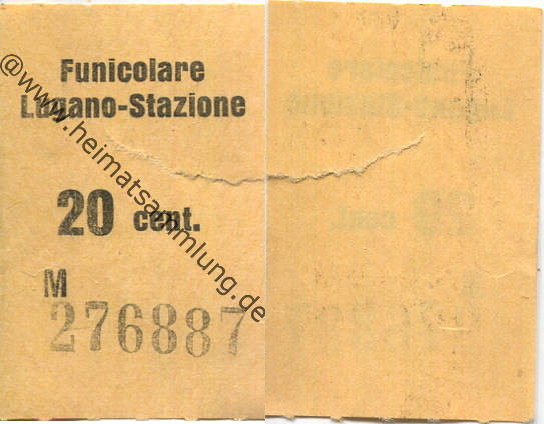 Funicolare
Lugano-Stazione
20 cent.
M
276887
@www.heimatsammlung.de